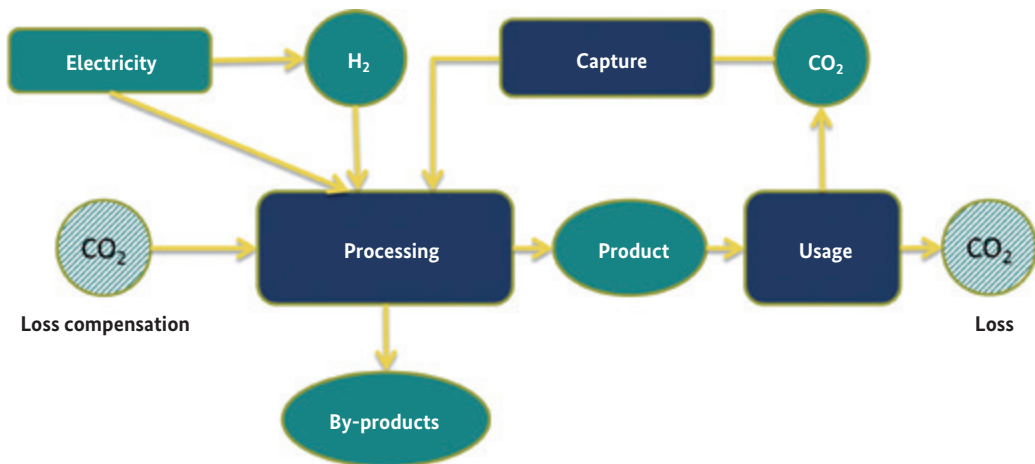 Electricity
H₂
Capture
CO₂
CO₂
Processing
Product
Usage
CO₂
Loss compensation
Loss
By-products